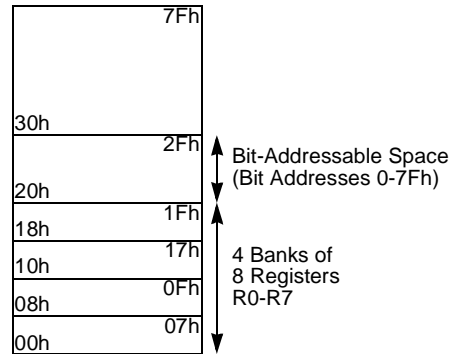 7Fh
30h
2Fh
20h
Bit-Addressable Space
(Bit Addresses 0-7Fh)
1Fh
18h
17h
10h
0Fh
08h
07h
00h
4 Banks of
8 Registers
R0-R7